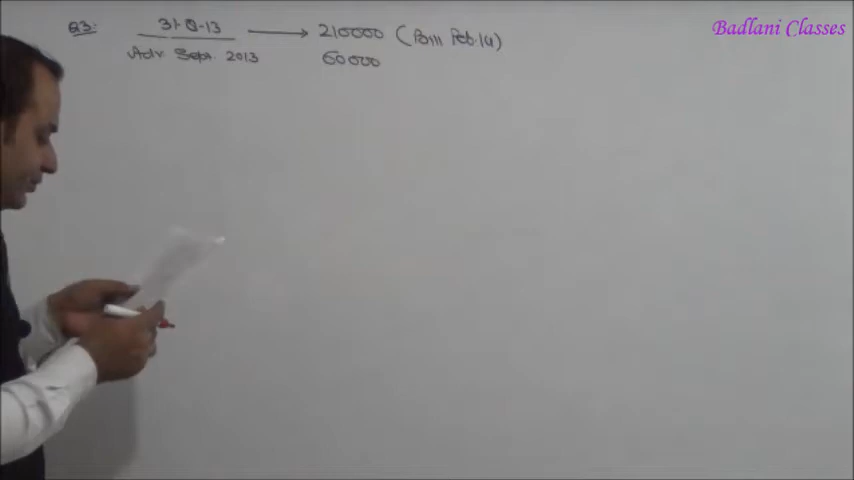 Badlani Classes
Q3:- 31-8-13 → 210000 (Bill Feb.14)
Adv. Sept. 2013 60000